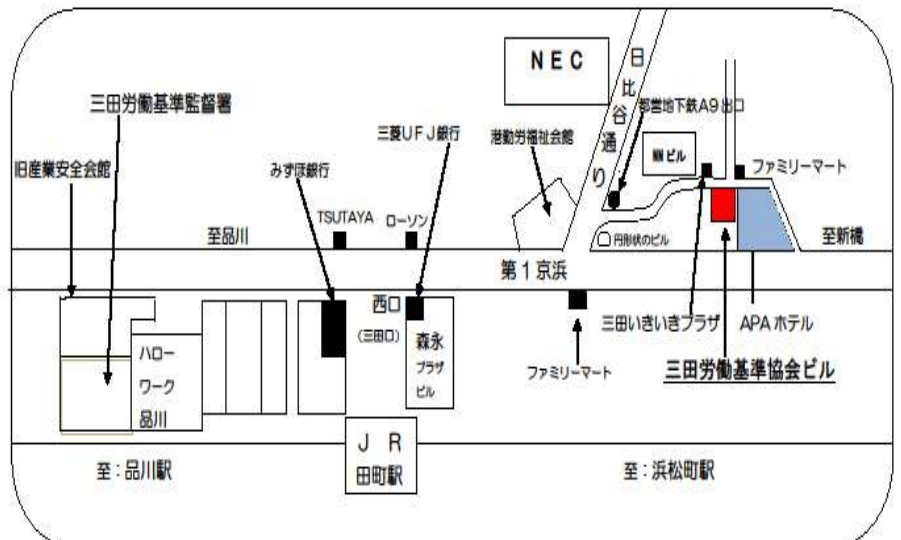 NEC
日比谷通り
三田労働基準監督署
都営地下鉄A9出口
三菱UFJ銀行
港勤労福祉会館
NNビル
ファミリーマート
旧産業安全会館
みずほ銀行
TSUTAYA
ローソン
至品川
円形状のビル
至新橋
第1京浜
西口
(三田口)
森永
プラザ
ビル
三田いきいきプラザ
APAホテル
ハロー
ワーク
品川
ファミリーマート
三田労働基準協会ビル
JR
田町駅
至:品川駅
至:浜松町駅